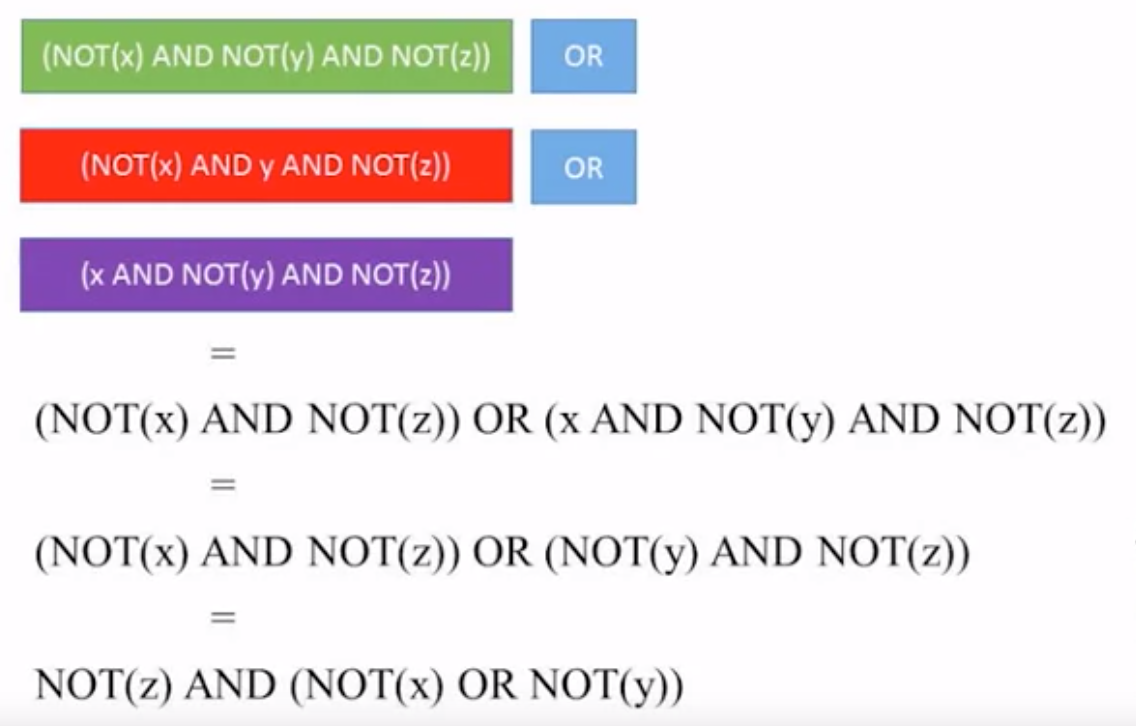 (NOT(x) AND NOT(y) AND NOT(z)) OR
(NOT(x) AND y AND NOT(z)) OR
(x AND NOT(y) AND NOT(z))
=
(NOT(x) AND NOT(z)) OR (x AND NOT(y) AND NOT(z))
=
(NOT(x) AND NOT(z)) OR (NOT(y) AND NOT(z))
=
NOT(z) AND (NOT(x) OR NOT(y))